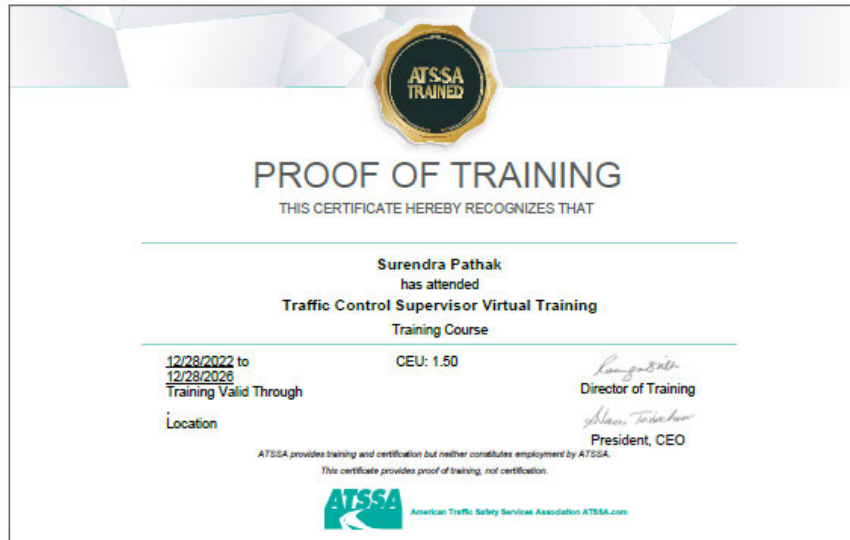 ATSSA
TRAINED
PROOF OF TRAINING
THIS CERTIFICATE HEREBY RECOGNIZES THAT
Surendra Pathak
has attended
Traffic Control Supervisor Virtual Training
Training Course
12/28/2022 to
12/28/2026
Training Valid Through
,
Location
CEU: 1.50
Director of Training
President, CEO
ATSSA provides training and certification but neither constitutes employment by ATSSA.
This certificate provides proof of training, not certification.
ATSSA
American Traffic Safety Services Association ATSSA.com